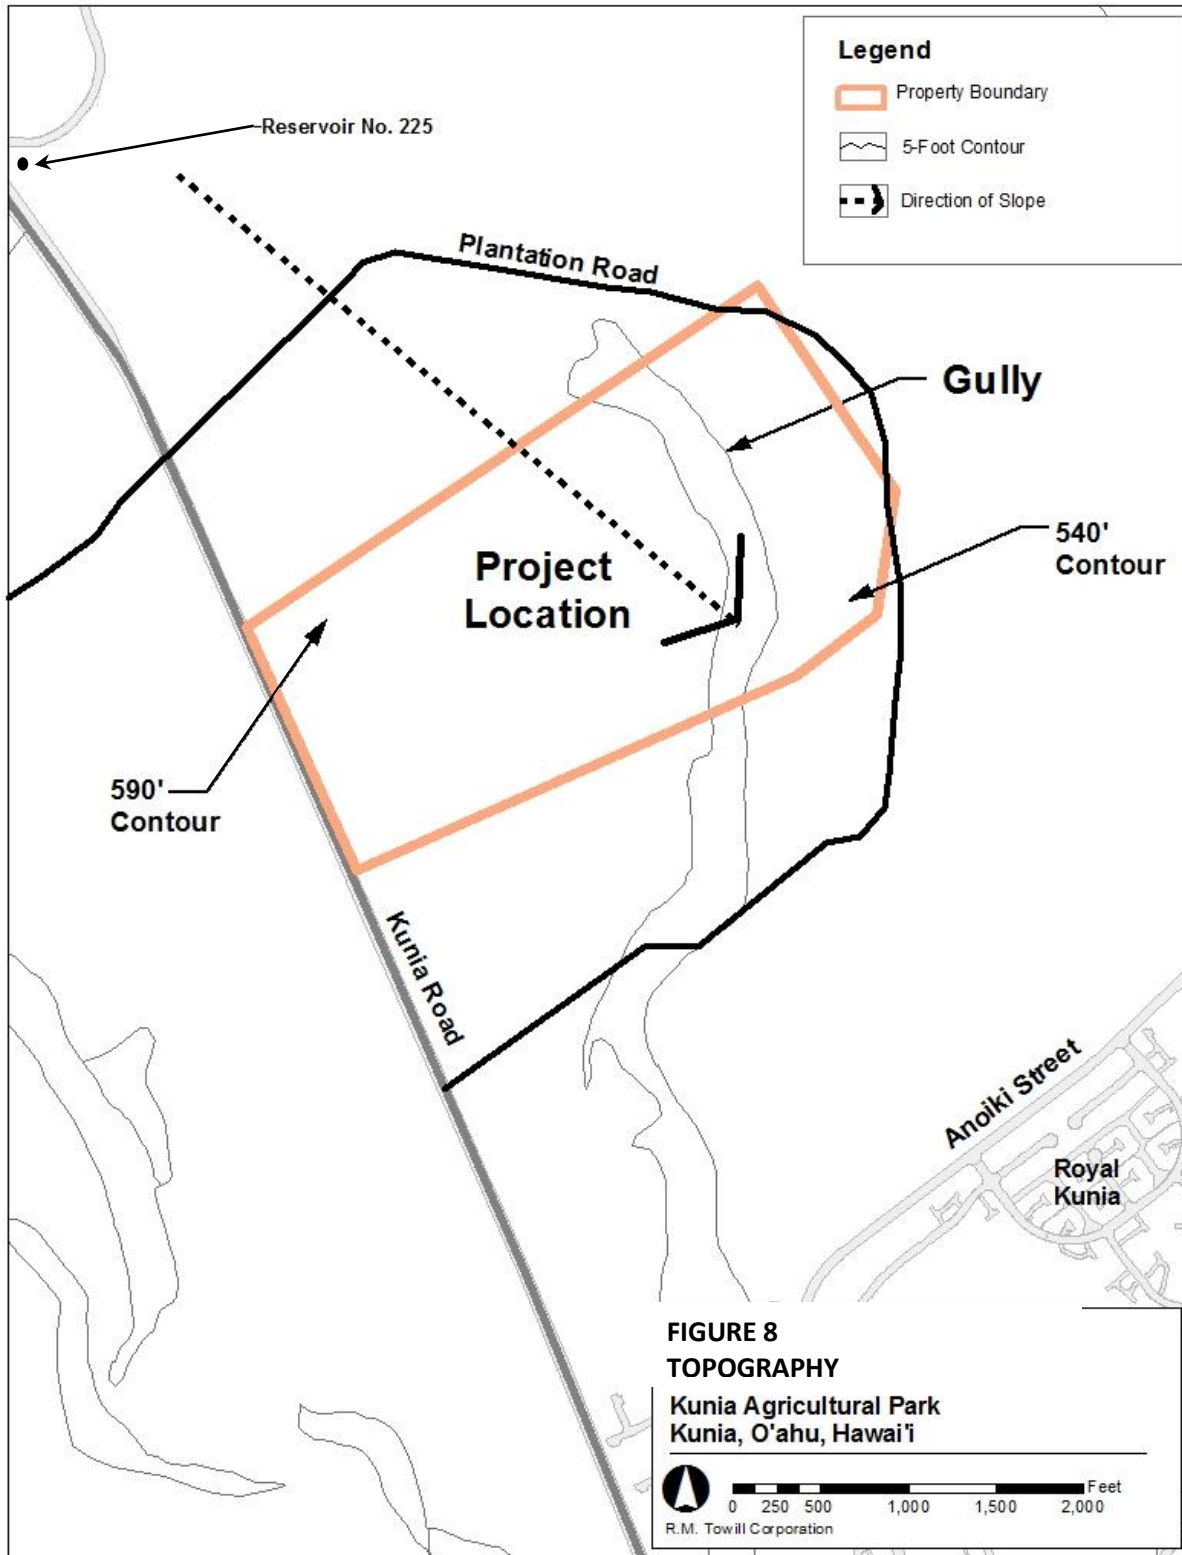 Legend
Property Boundary
5-Foot Contour
Direction of Slope
Reservoir No. 225
Plantation Road
Gully
Project
Location
540'
Contour
590'
Contour
Kunia Road
Anoiki Street
Royal
Kunia
FIGURE 8
TOPOGRAPHY
Kunia Agricultural Park
Kunia, O'ahu, Hawai'i
Feet
0 250 500 1,000 1,500 2,000
R.M. Towill Corporation